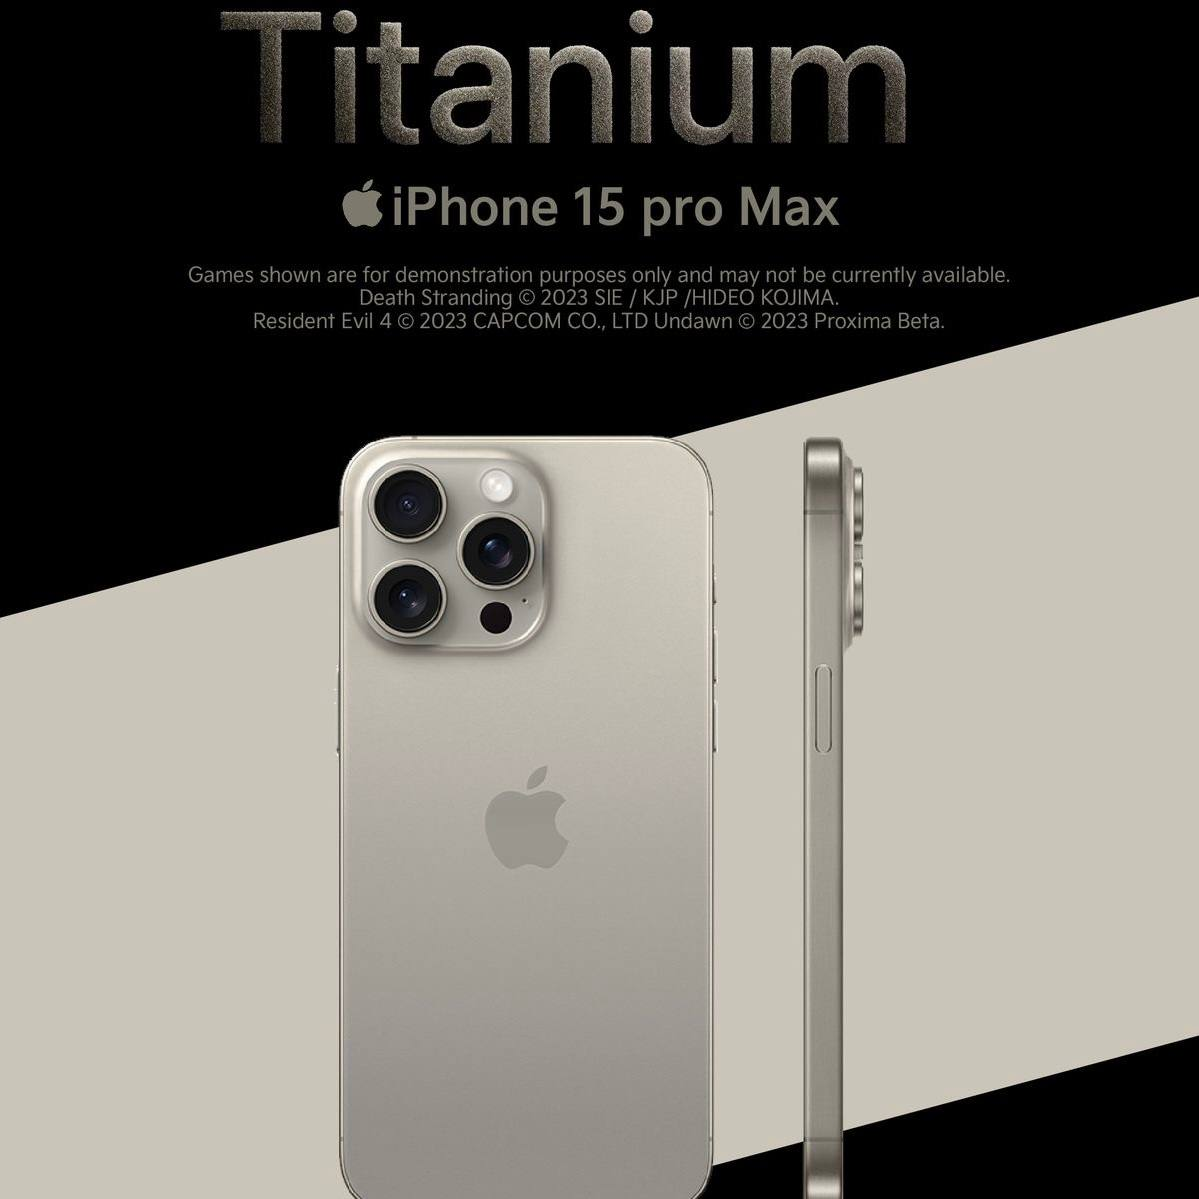 Titanium
iPhone 15 pro Max
Games shown are for demonstration purposes only and may not be currently available.
Death Stranding © 2023 SIE / KJP /HIDEO KOJIMA.
Resident Evil 4 © 2023 CAPCOM CO., LTD Undawn © 2023 Proxima Beta.